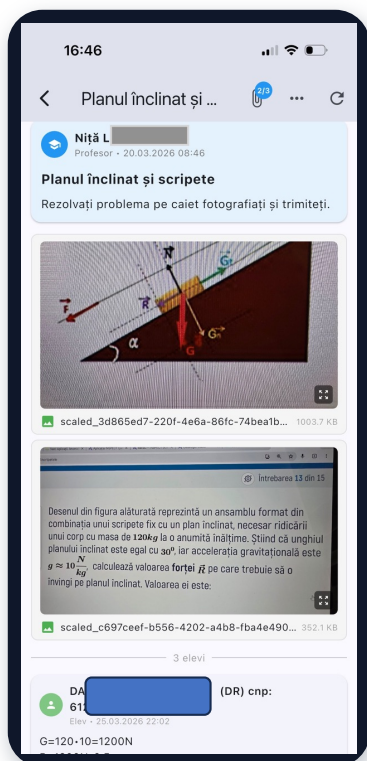 16:46
Planul înclinat și ...
2/3
Niță L
Profesor • 20.03.2026 08:46
Planul înclinat și scripete
Rezolvați problema pe caiet fotografiați și trimiteți.
N
Gt
R
F
α
G
Gn
scaled_3d865ed7-220f-4e6a-86fc-74bea1b... 1003.7 KB
Întrebarea 13 din 15
Desenul din figura alăturată reprezintă un ansamblu format din
combinația unui scripete fix cu un plan înclinat, necesar ridicării
unui corp cu masa de 120kg la o anumită înălțime. Știind că unghiul
planului înclinat este egal cu 30⁰, iar accelerația gravitațională este
g ≈ 10 N/kg, calculează valoarea forței R pe care trebuie să o
învingi pe planul înclinat. Valoarea ei este:
scaled_c697ceef-b556-4202-a4b8-fba4e490... 352.1 KB
3 elevi
DA (DR) cnp:
Elev • 25.03.2026 22:02
G=120•10=1200N